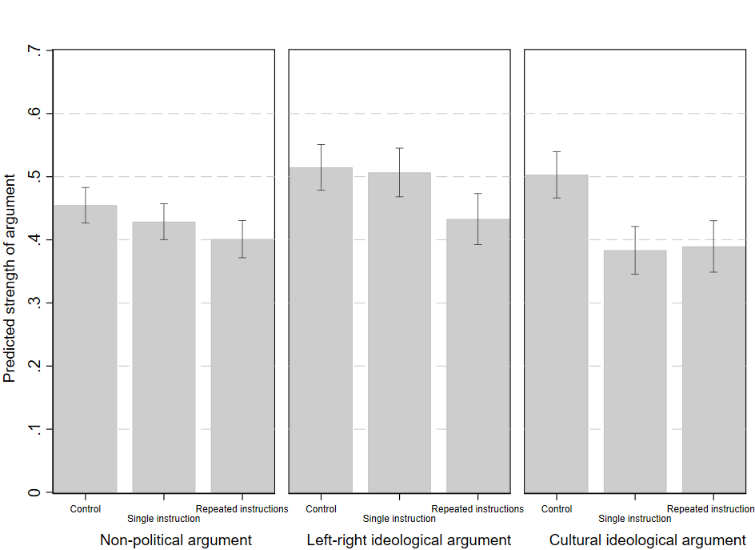 Predicted strength of argument
.7
.6
.5
.4
.3
.2
.1
0
Control
Single instruction
Repeated instructions
Non-political argument
Control
Single instruction
Repeated instructions
Left-right ideological argument
Control
Single instruction
Repeated instructions
Cultural ideological argument